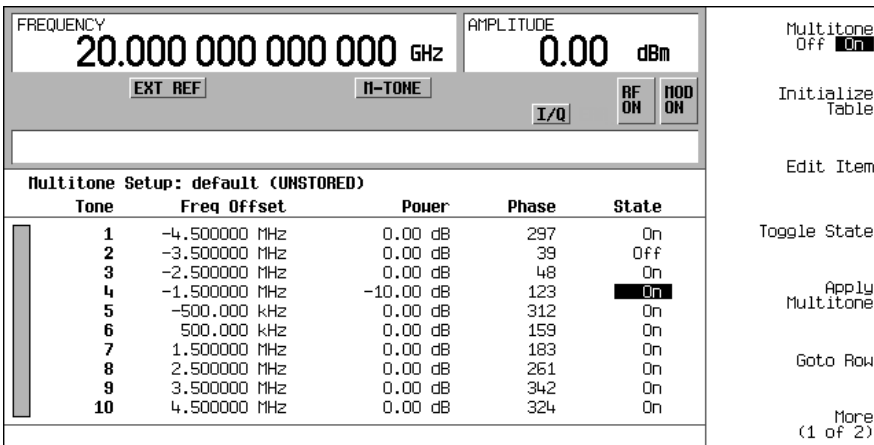 FREQUENCY
20.000 000 000 000 GHz
AMPLITUDE
0.00 dBm
EXT REF
M-TONE
I/Q
RF ON
MOD ON
Multitone Setup: default (UNSTORED)
Tone Freq Offset Power Phase State
1 -4.500000 MHz 0.00 dB 297 On
2 -3.500000 MHz 0.00 dB 39 Off
3 -2.500000 MHz 0.00 dB 48 On
4 -1.500000 MHz -10.00 dB 123 On
5 -500.000 kHz 0.00 dB 312 On
6 500.000 kHz 0.00 dB 159 On
7 1.500000 MHz 0.00 dB 183 On
8 2.500000 MHz 0.00 dB 261 On
9 3.500000 MHz 0.00 dB 342 On
10 4.500000 MHz 0.00 dB 324 On
Multitone
Off On
Initialize
Table
Edit Item
Toggle State
Apply
Multitone
Goto Row
More
(1 of 2)